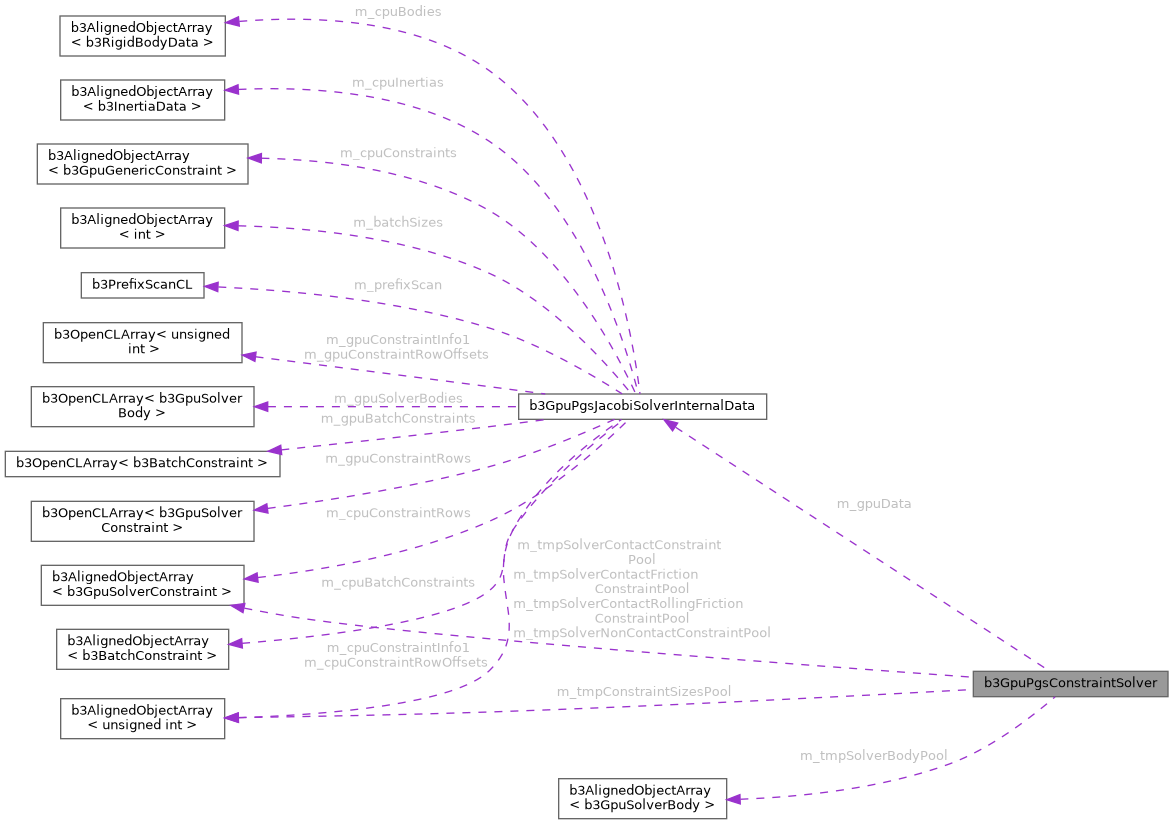 m_cpuBodies
b3AlignedObjectArray
< b3RigidBodyData >
m_cpuInertias
b3AlignedObjectArray
< b3InertiaData >
m_cpuConstraints
b3AlignedObjectArray
< b3GpuGenericConstraint >
m_batchSizes
b3AlignedObjectArray
< int >
m_prefixScan
b3PrefixScanCL
m_gpuConstraintInfo1
m_gpuConstraintRowOffsets
b3OpenCLArray< unsigned
int >
m_gpuSolverBodies
b3OpenCLArray< b3GpuSolver
Body >
b3GpuPgsJacobiSolverInternalData
m_gpuBatchConstraints
b3OpenCLArray< b3BatchConstraint >
m_gpuConstraintRows
b3OpenCLArray< b3GpuSolver
Constraint >
m_gpuData
m_cpuConstraintRows
b3AlignedObjectArray
< b3GpuSolverConstraint >
m_tmpSolverContactConstraint
Pool
m_tmpSolverContactFriction
ConstraintPool
m_tmpSolverContactRollingFriction
ConstraintPool
m_tmpSolverNonContactConstraintPool
m_cpuBatchConstraints
b3AlignedObjectArray
< b3BatchConstraint >
m_cpuConstraintInfo1
m_cpuConstraintRowOffsets
b3GpuPgsConstraintSolver
m_tmpConstraintSizesPool
b3AlignedObjectArray
< unsigned int >
m_tmpSolverBodyPool
b3AlignedObjectArray
< b3GpuSolverBody >